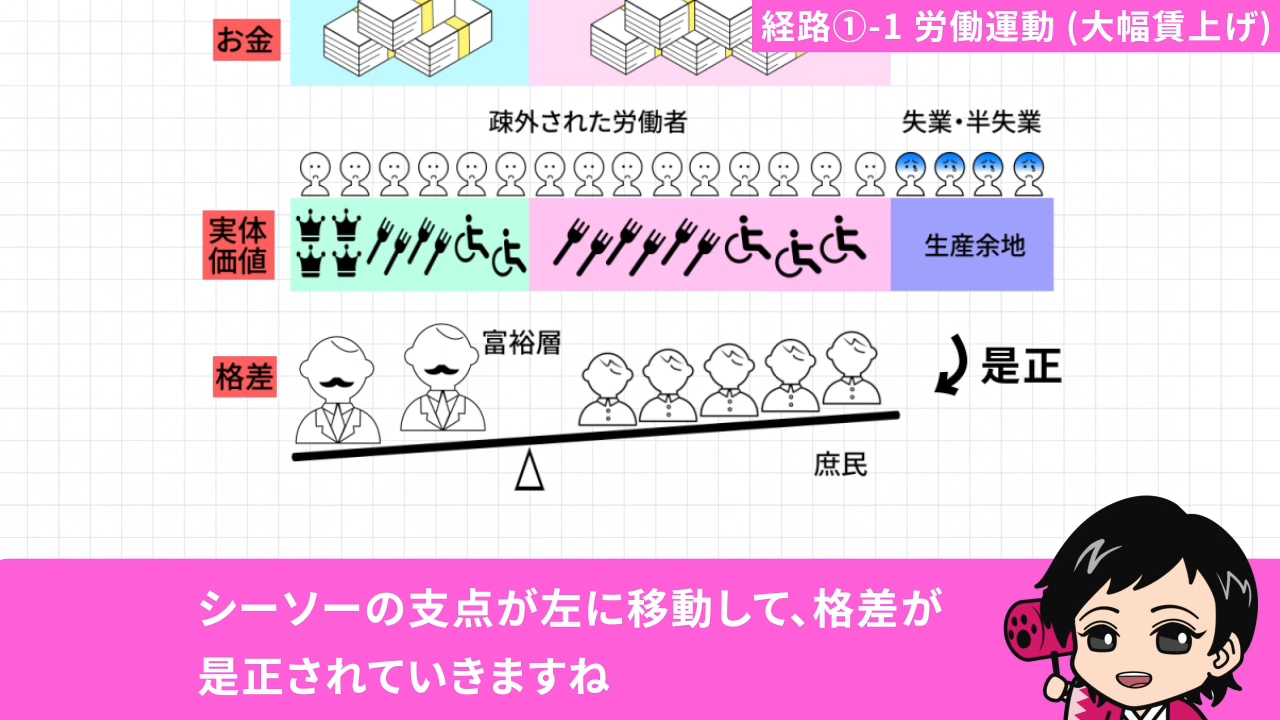 経路①-1 労働運動 (大幅賃上げ)
お金
疎外された労働者
失業・半失業
実体
価値
生産余地
格差
富裕層
是正
庶民
シーソーの支点が左に移動して、格差が
是正されていきますね